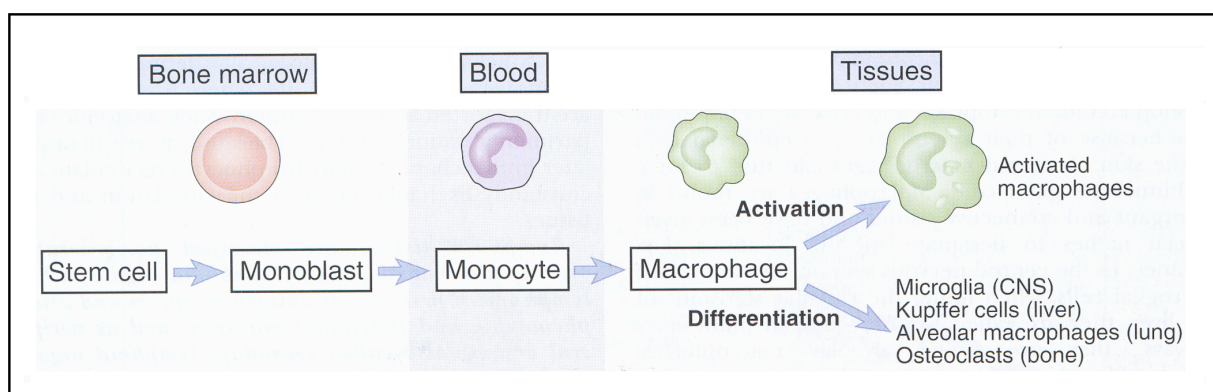 Bone marrow
Blood
Tissues
Activated
macrophages
Activation
Stem cell
Monoblast
Monocyte
Macrophage
Microglia (CNS)
Kupffer cells (liver)
Differentiation
Alveolar macrophages (lung)
Osteoclasts (bone)